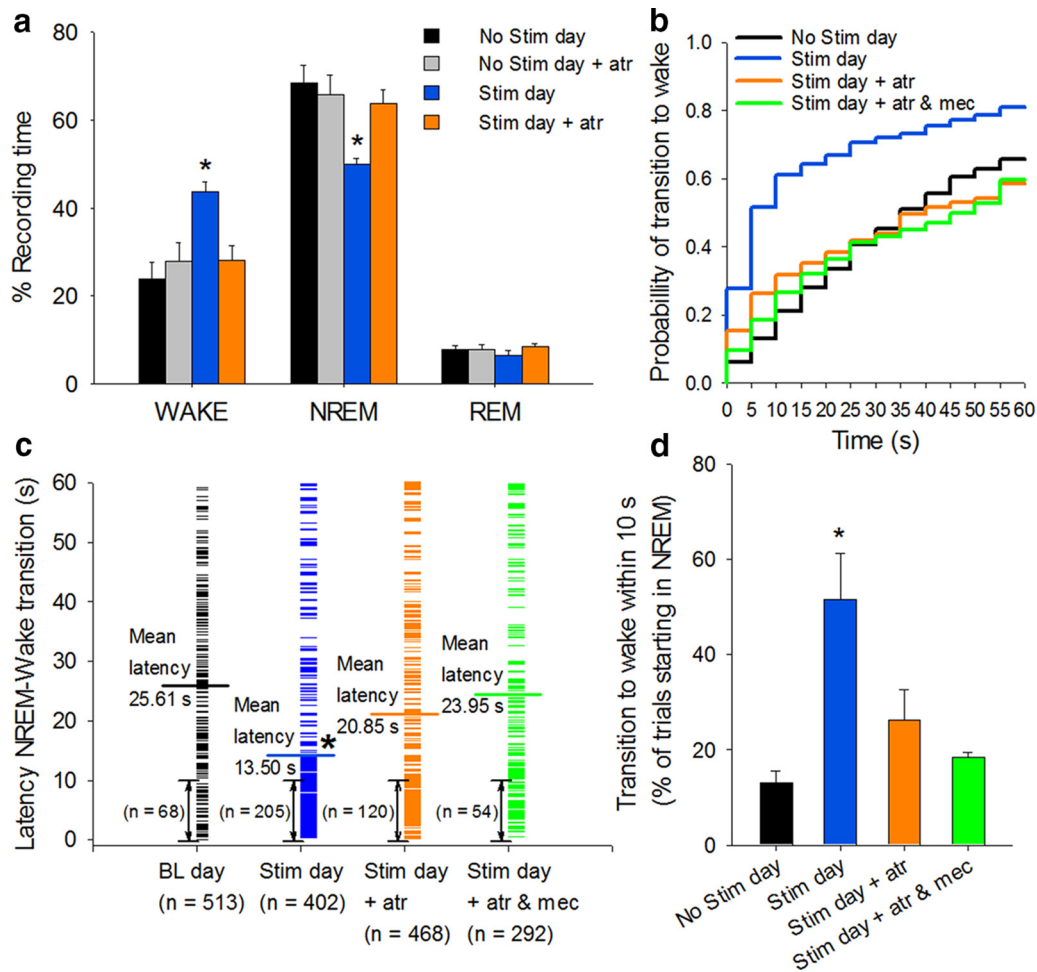 a
80
60
40
20
0
% Recording time
No Stim day
No Stim day + atr
Stim day
Stim day + atr
*
*
WAKE
NREM
REM
b
1.0
0.8
0.6
0.4
0.2
0.0
Probability of transition to wake
No Stim day
Stim day
Stim day + atr
Stim day + atr & mec
0 5 10 15 20 25 30 35 40 45 50 55 60
Time (s)
c
60
50
40
30
20
10
0
Latency NREM-Wake transition (s)
Mean
latency
25.61 s
Mean
latency
13.50 s
*
Mean
latency
20.85 s
Mean
latency
23.95 s
(n = 68)
(n = 205)
(n = 120)
(n = 54)
BL day
(n = 513)
Stim day
(n = 402)
Stim day
+ atr
(n = 468)
Stim day
+ atr & mec
(n = 292)
d
80
60
40
20
0
Transition to wake within 10 s
(% of trials starting in NREM)
*
No Stim day
Stim day
Stim day + atr
Stim day + atr & mec